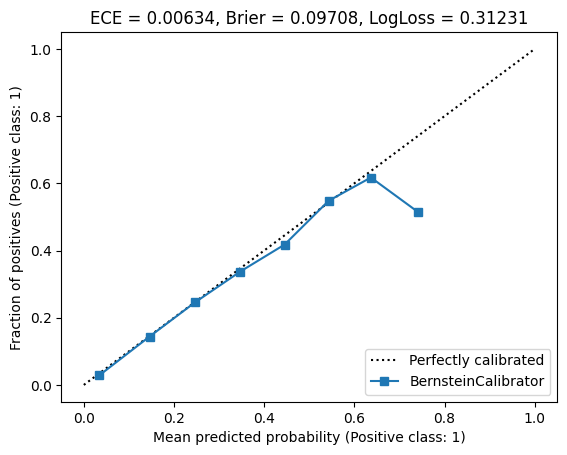 ECE = 0.00634, Brier = 0.09708, LogLoss = 0.31231
Fraction of positives (Positive class: 1)
1.0
0.8
0.6
0.4
0.2
0.0
Perfectly calibrated
BernsteinCalibrator
0.0 0.2 0.4 0.6 0.8 1.0
Mean predicted probability (Positive class: 1)